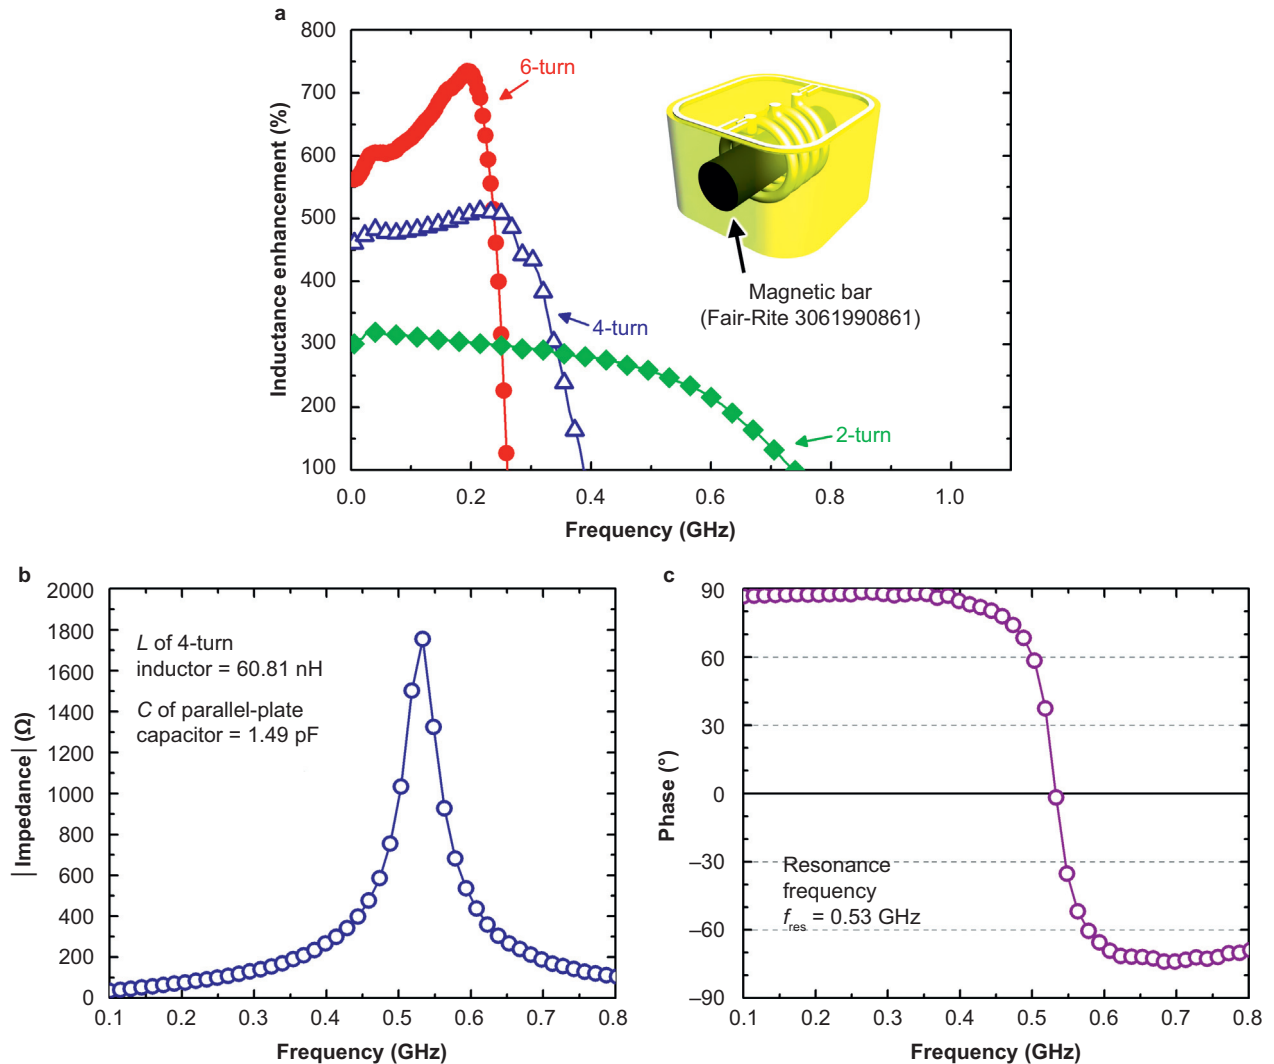 a
800
700
600
500
400
300
200
100
Inductance enhancement (%)
6-turn
4-turn
2-turn
Magnetic bar
(Fair-Rite 3061990861)
0.0
0.2
0.4
0.6
0.8
1.0
Frequency (GHz)
b
2000
1800
1600
1400
1200
1000
800
600
400
200
0
|Impedance| (Ω)
L of 4-turn
inductor = 60.81 nH
C of parallel-plate
capacitor = 1.49 pF
0.1
0.2
0.3
0.4
0.5
0.6
0.7
0.8
Frequency (GHz)
c
90
60
30
0
–30
–60
–90
Phase (°)
Resonance
frequency
fres = 0.53 GHz
0.1
0.2
0.3
0.4
0.5
0.6
0.7
0.8
Frequency (GHz)